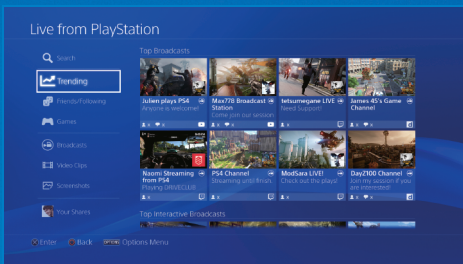 Live from PlayStation
Search
Trending
Friends/Following
Games
Broadcasts
Video Clips
Screenshots
Your Shares
Top Broadcasts
Julien plays PS4
Anyone is welcome!
Max778 Broadcast Station
Come join our session
tetsumegane LIVE
Need Support!
James 45's Game Channel
Naomi Streaming from PS4
Playing DRIVECLUB
PS4 Channel
Streaming until finish
ModSara LIVE!
Check out the plays!
DayZ100 Channel
Join my session if you are interested!
Top Interactive Broadcasts
Enter
Back
OPTIONS Options Menu